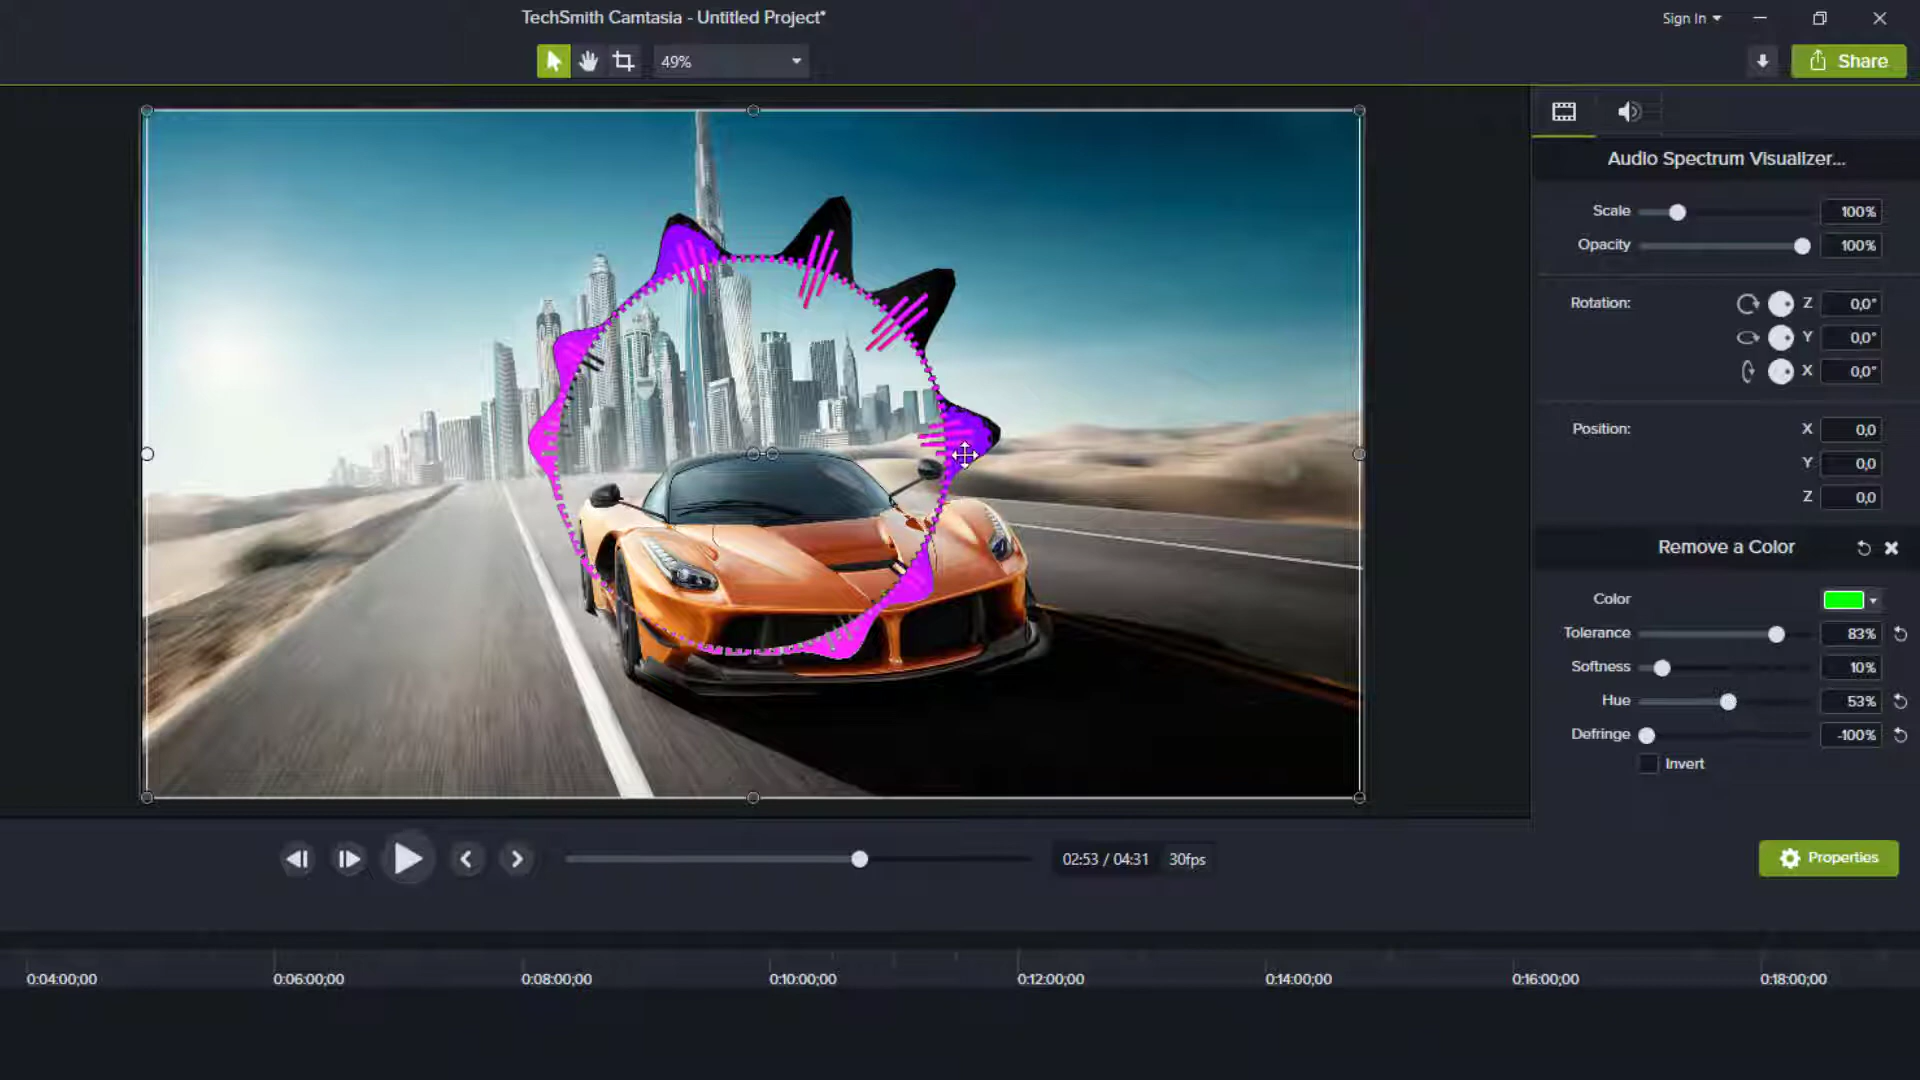 TechSmith Camtasia - Untitled Project*
Sign In
49%
Share
Audio Spectrum Visualizer...
Scale 100%
Opacity 100%
Rotation: Z 0,0°
Y 0,0°
X 0,0°
Position: X 0,0
Y 0,0
Z 0,0
Remove a Color
Color
Tolerance 83%
Softness 10%
Hue 53%
Defringe -100%
Invert
02:53 / 04:31 30fps
Properties
0:04:00;00 0:06:00;00 0:08:00;00 0:10:00;00 0:12:00;00 0:14:00;00 0:16:00;00 0:18:00;00